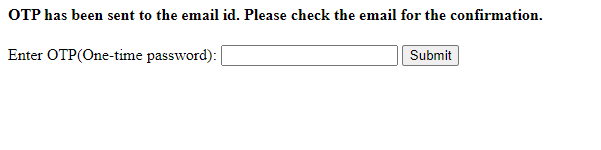 OTP has been sent to the email id. Please check the email for the confirmation.
Enter OTP(One-time password): Submit